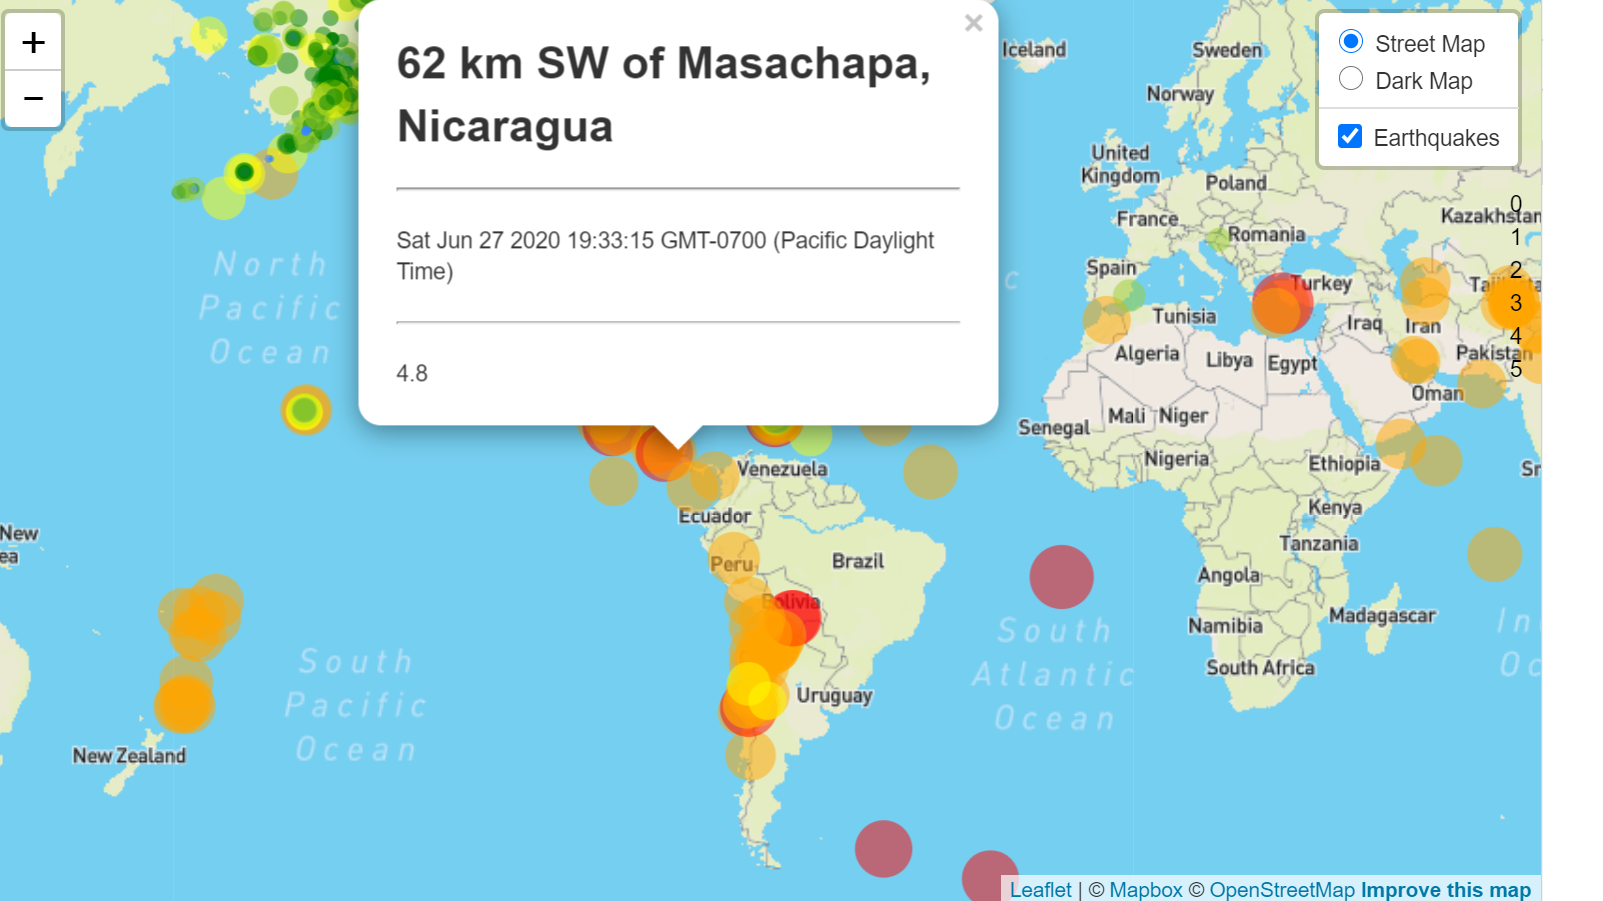 +
−
×
62 km SW of Masachapa,
Nicaragua
Sat Jun 27 2020 19:33:15 GMT-0700 (Pacific Daylight
Time)
4.8
Street Map
Dark Map
Earthquakes
0
1
2
3
4
5
Iceland
Sweden
Norway
United
Kingdom
Poland
France
Romania
Kazakhstan
Spain
Turkey
Tunisia
Iraq
Iran
Algeria
Libya
Egypt
Pakistan
Oman
Mali
Niger
Senegal
Nigeria
Ethiopia
Kenya
Tanzania
Angola
Namibia
Madagascar
South Africa
North
Pacific
Ocean
c
Venezuela
Ecuador
Peru
Brazil
Bolivia
Uruguay
New
ea
New Zealand
South
Pacific
Ocean
South
Atlantic
Ocean
Sr
In
Oc
Leaflet | © Mapbox © OpenStreetMap Improve this map